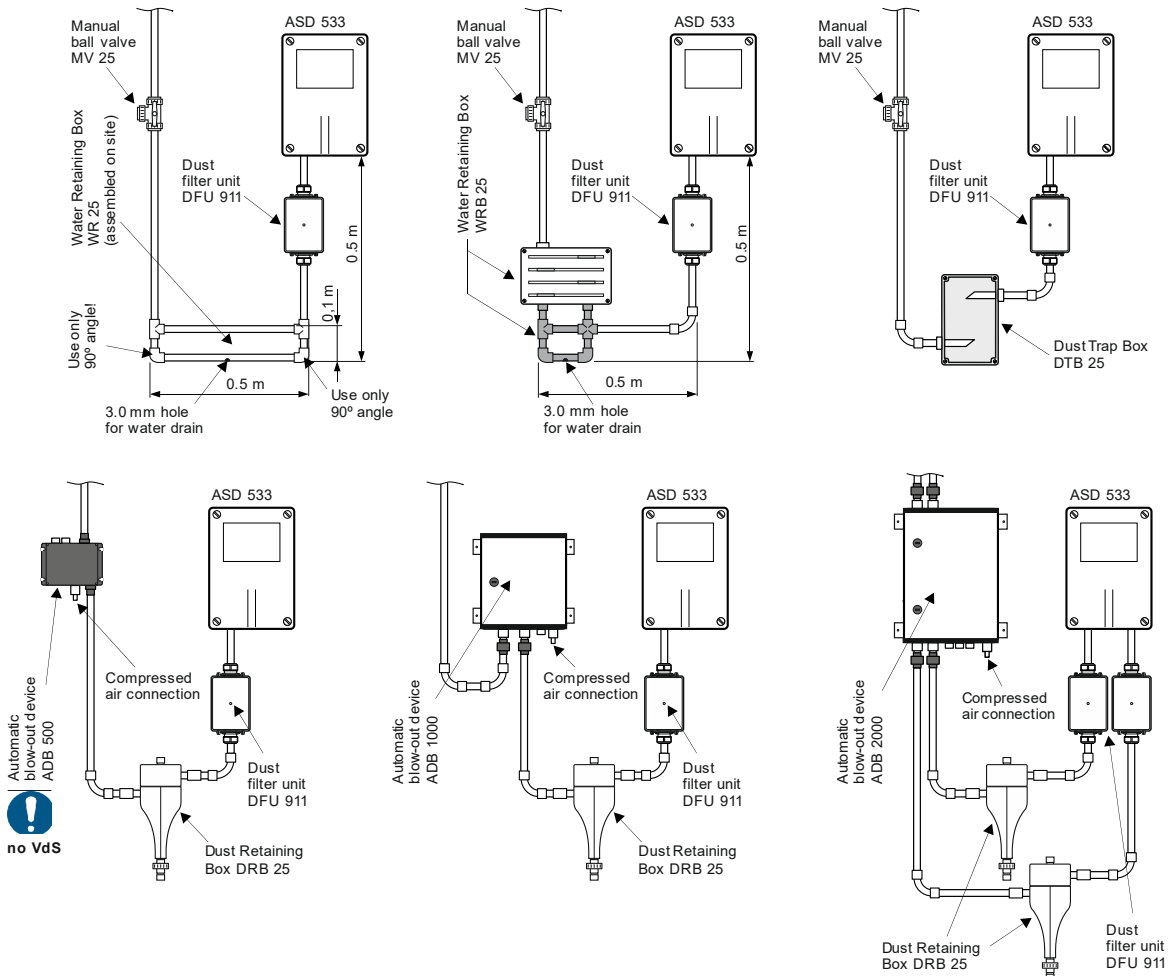 Manual
ball valve
MV 25
ASD 533
Water Retaining Box
WR 25
(assembled on site)
Dust
filter unit
DFU 911
0.5 m
0,1 m
Use only
90º angle!
0.5 m
Use only
90º angle
3.0 mm hole
for water drain
Manual
ball valve
MV 25
ASD 533
Water Retaining Box
WRB 25
Dust
filter unit
DFU 911
0.5 m
0.5 m
3.0 mm hole
for water drain
Manual
ball valve
MV 25
ASD 533
Dust
filter unit
DFU 911
Dust Trap Box
DTB 25
ASD 533
Automatic
blow-out device
ADB 500
Compressed
air connection
Dust
filter unit
DFU 911
no VdS
Dust Retaining
Box DRB 25
ASD 533
Automatic
blow-out device
ADB 1000
Compressed
air connection
Dust
filter unit
DFU 911
Dust Retaining
Box DRB 25
ASD 533
Automatic
blow-out device
ADB 2000
Compressed
air connection
Dust Retaining
Box DRB 25
Dust
filter unit
DFU 911